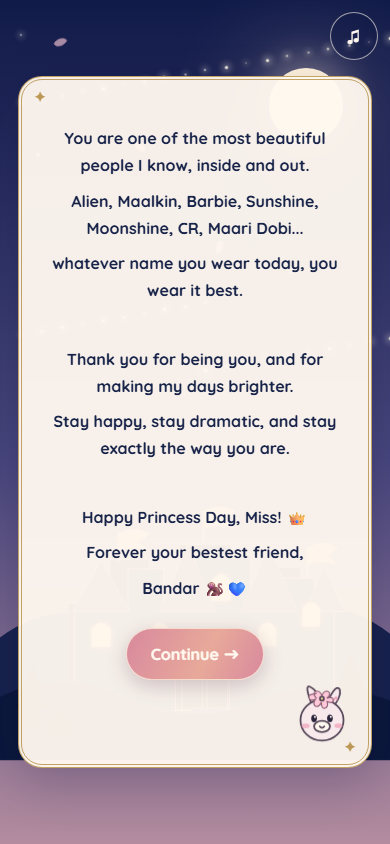 You are one of the most beautiful
people I know, inside and out.
Alien, Maalkin, Barbie, Sunshine,
Moonshine, CR, Maari Dobi...
whatever name you wear today, you
wear it best.
Thank you for being you, and for
making my days brighter.
Stay happy, stay dramatic, and stay
exactly the way you are.
Happy Princess Day, Miss! 👑
Forever your bestest friend,
Bandar 🐒 💙
Continue →